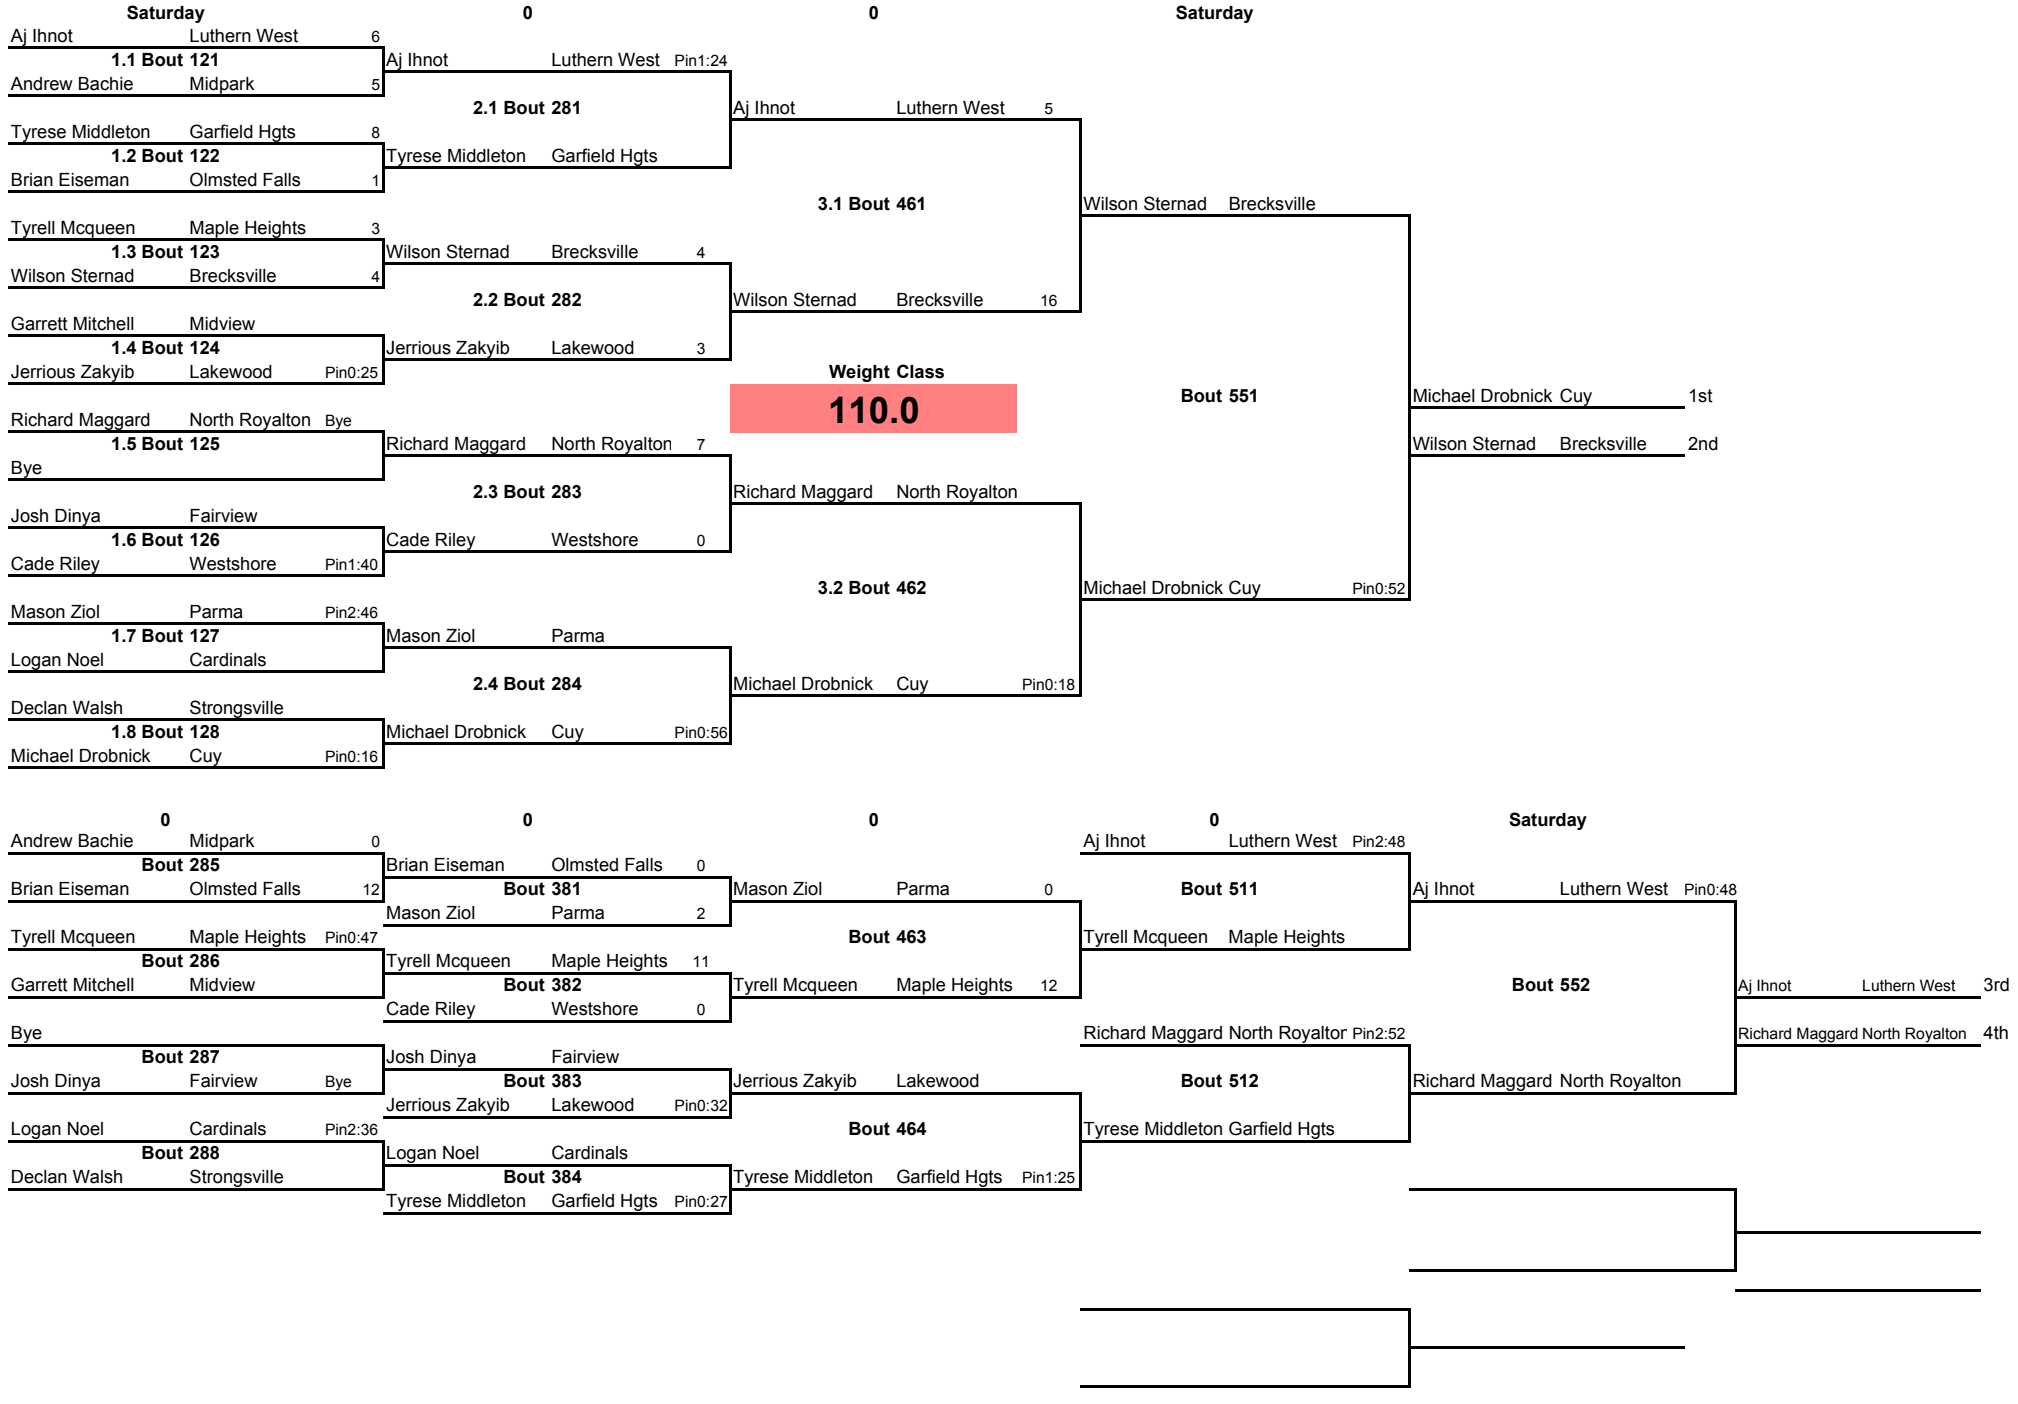 Saturday 0 0 Saturday
Aj Ihnot Luthern West 6
1.1 Bout 121 Aj Ihnot Luthern West Pin1:24
Andrew Bachie Midpark 5
2.1 Bout 281 Aj Ihnot Luthern West 5
Tyrese Middleton Garfield Hgts 8
1.2 Bout 122 Tyrese Middleton Garfield Hgts
Brian Eiseman Olmsted Falls 1
3.1 Bout 461 Wilson Sternad Brecksville
Tyrell Mcqueen Maple Heights 3
1.3 Bout 123 Wilson Sternad Brecksville 4
Wilson Sternad Brecksville 4
2.2 Bout 282 Wilson Sternad Brecksville 16
Garrett Mitchell Midview
1.4 Bout 124 Jerrious Zakyib Lakewood 3
Jerrious Zakyib Lakewood Pin0:25 Weight Class
Bout 551 Michael Drobnick Cuy 1st
110.0
Richard Maggard North Royalton Bye
1.5 Bout 125 Richard Maggard North Royalton 7 Wilson Sternad Brecksville 2nd
Bye
2.3 Bout 283 Richard Maggard North Royalton
Josh Dinya Fairview
1.6 Bout 126 Cade Riley Westshore 0
Cade Riley Westshore Pin1:40
3.2 Bout 462 Michael Drobnick Cuy Pin0:52
Mason Ziol Parma Pin2:46
1.7 Bout 127 Mason Ziol Parma
Logan Noel Cardinals
2.4 Bout 284 Michael Drobnick Cuy Pin0:18
Declan Walsh Strongsville
1.8 Bout 128 Michael Drobnick Cuy Pin0:56
Michael Drobnick Cuy Pin0:16
0 0 0 0 Saturday
Andrew Bachie Midpark 0 Aj Ihnot Luthern West Pin2:48
Bout 285 Brian Eiseman Olmsted Falls 0
Brian Eiseman Olmsted Falls 12 Bout 381 Mason Ziol Parma 0 Bout 511 Aj Ihnot Luthern West Pin0:48
Mason Ziol Parma 2
Tyrell Mcqueen Maple Heights Pin0:47 Bout 463 Tyrell Mcqueen Maple Heights
Bout 286 Tyrell Mcqueen Maple Heights 11
Garrett Mitchell Midview Bout 382 Tyrell Mcqueen Maple Heights 12 Bout 552 Aj Ihnot Luthern West 3rd
Cade Riley Westshore 0
Bye Richard Maggard North Royaltor Pin2:52 Richard Maggard North Royalton 4th
Bout 287 Josh Dinya Fairview
Josh Dinya Fairview Bye Bout 383 Jerrious Zakyib Lakewood Bout 512 Richard Maggard North Royalton
Jerrious Zakyib Lakewood Pin0:32
Logan Noel Cardinals Pin2:36 Bout 464 Tyrese Middleton Garfield Hgts
Bout 288 Logan Noel Cardinals
Declan Walsh Strongsville Bout 384 Tyrese Middleton Garfield Hgts Pin1:25
Tyrese Middleton Garfield Hgts Pin0:27